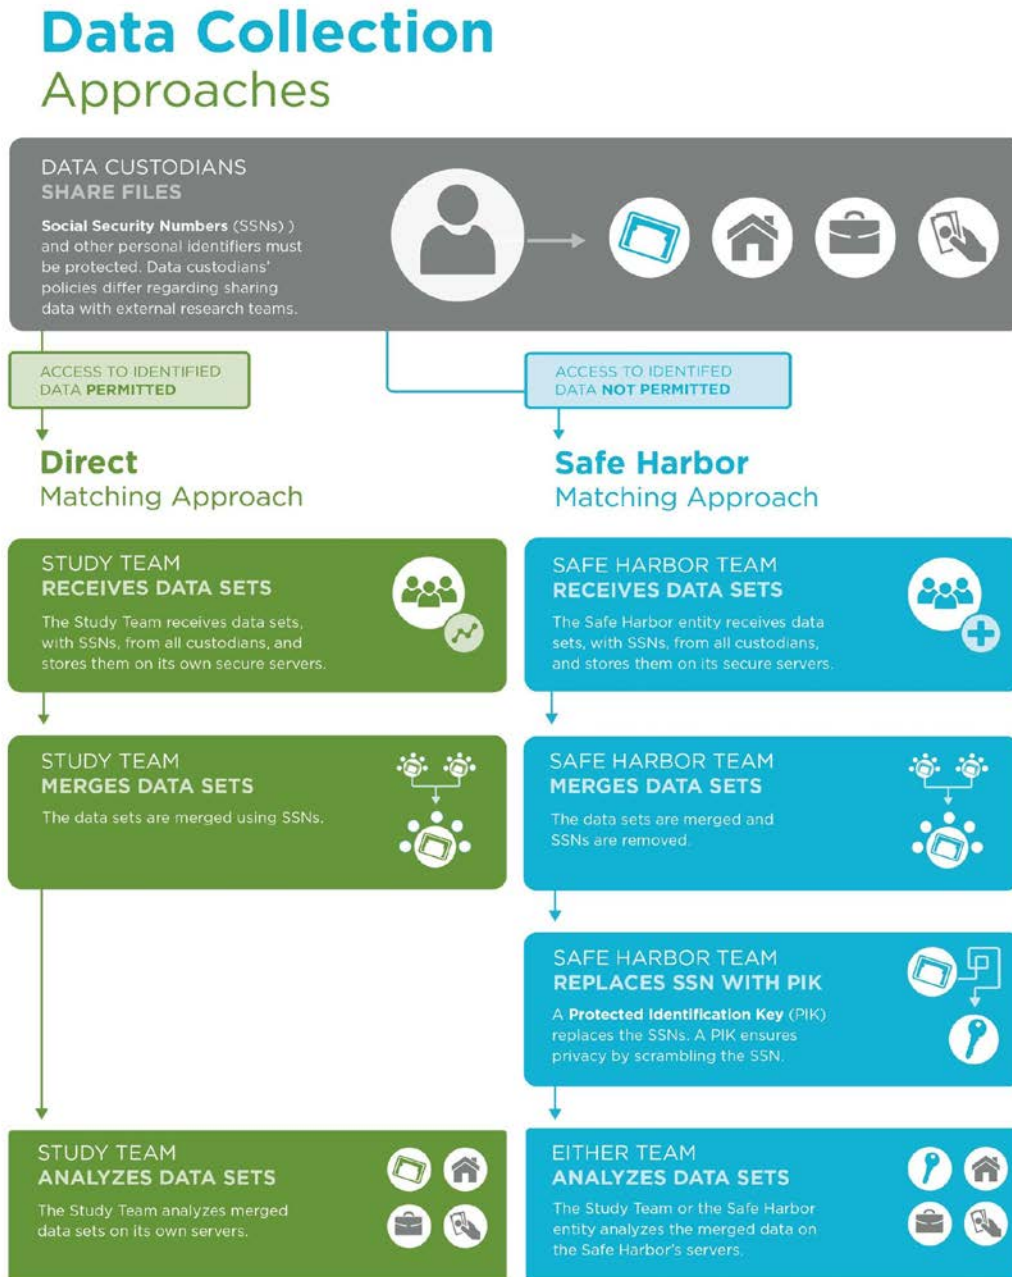 Data Collection
Approaches
DATA CUSTODIANS
SHARE FILES
Social Security Numbers (SSNs) )
and other personal identifiers must
be protected. Data custodians'
policies differ regarding sharing
data with external research teams.
ACCESS TO IDENTIFIED
DATA PERMITTED
ACCESS TO IDENTIFED
DATA NOT PERMITTED
Direct
Matching Approach
Safe Harbor
Matching Approach
STUDY TEAM
RECEIVES DATA SETS
The Study Team receives data sets,
with SSNs, from all custodians, and
stores them on its own secure servers.
SAFE HARBOR TEAM
RECEIVES DATA SETS
The Safe Harbor entity receives data
sets, with SSNs, from all custodians,
and stores them on its secure servers.
STUDY TEAM
MERGES DATA SETS
The data sets are merged using SSNs.
SAFE HARBOR TEAM
MERGES DATA SETS
The data sets are merged and
SSNs are removed.
SAFE HARBOR TEAM
REPLACES SSN WITH PIK
A Protected Identification Key (PIK)
replaces the SSNs. A PIK ensures
privacy by scrambling the SSN.
STUDY TEAM
ANALYZES DATA SETS
The Study Team analyzes merged
data sets on its own servers.
EITHER TEAM
ANALYZES DATA SETS
The Study Team or the Safe Harbor
entity analyzes the merged data on
the Safe Harbor's servers.